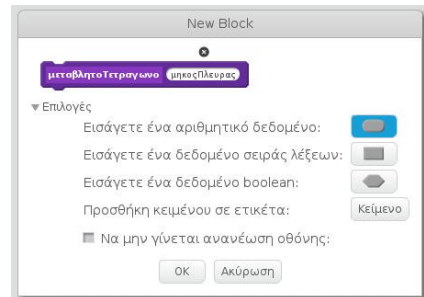 New Block
μεταβλητοΤετραγωνο μηκοςΠλευρας
Επιλογές
Εισάγετε ένα αριθμητικό δεδομένο:
Εισάγετε ένα δεδομένο σειράς λέξεων:
Εισάγετε ένα δεδομένο boolean:
Προσθήκη κειμένου σε ετικέτα: Κείμενο
Να μην γίνεται ανανέωση οθόνης:
OK Ακύρωση